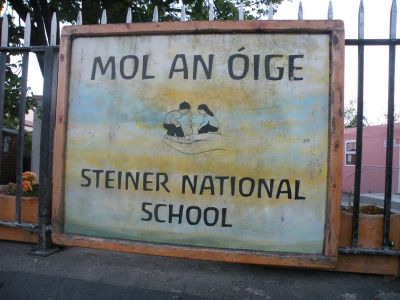 MOL AN ÓIGE
STEINER NATIONAL
SCHOOL